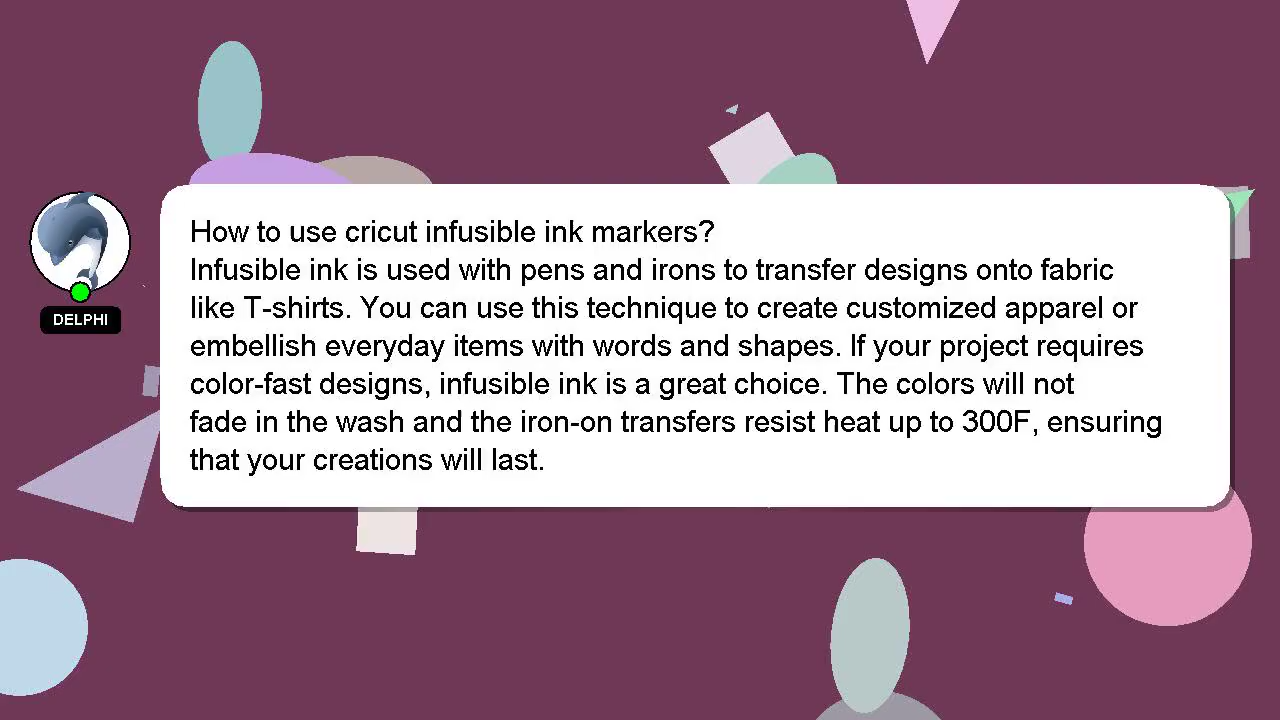 How to use cricut infusible ink markers?
Infusible ink is used with pens and irons to transfer designs onto fabric
like T-shirts. You can use this technique to create customized apparel or
embellish everyday items with words and shapes. If your project requires
color-fast designs, infusible ink is a great choice. The colors will not
fade in the wash and the iron-on transfers resist heat up to 300F, ensuring
that your creations will last.
DELPHI